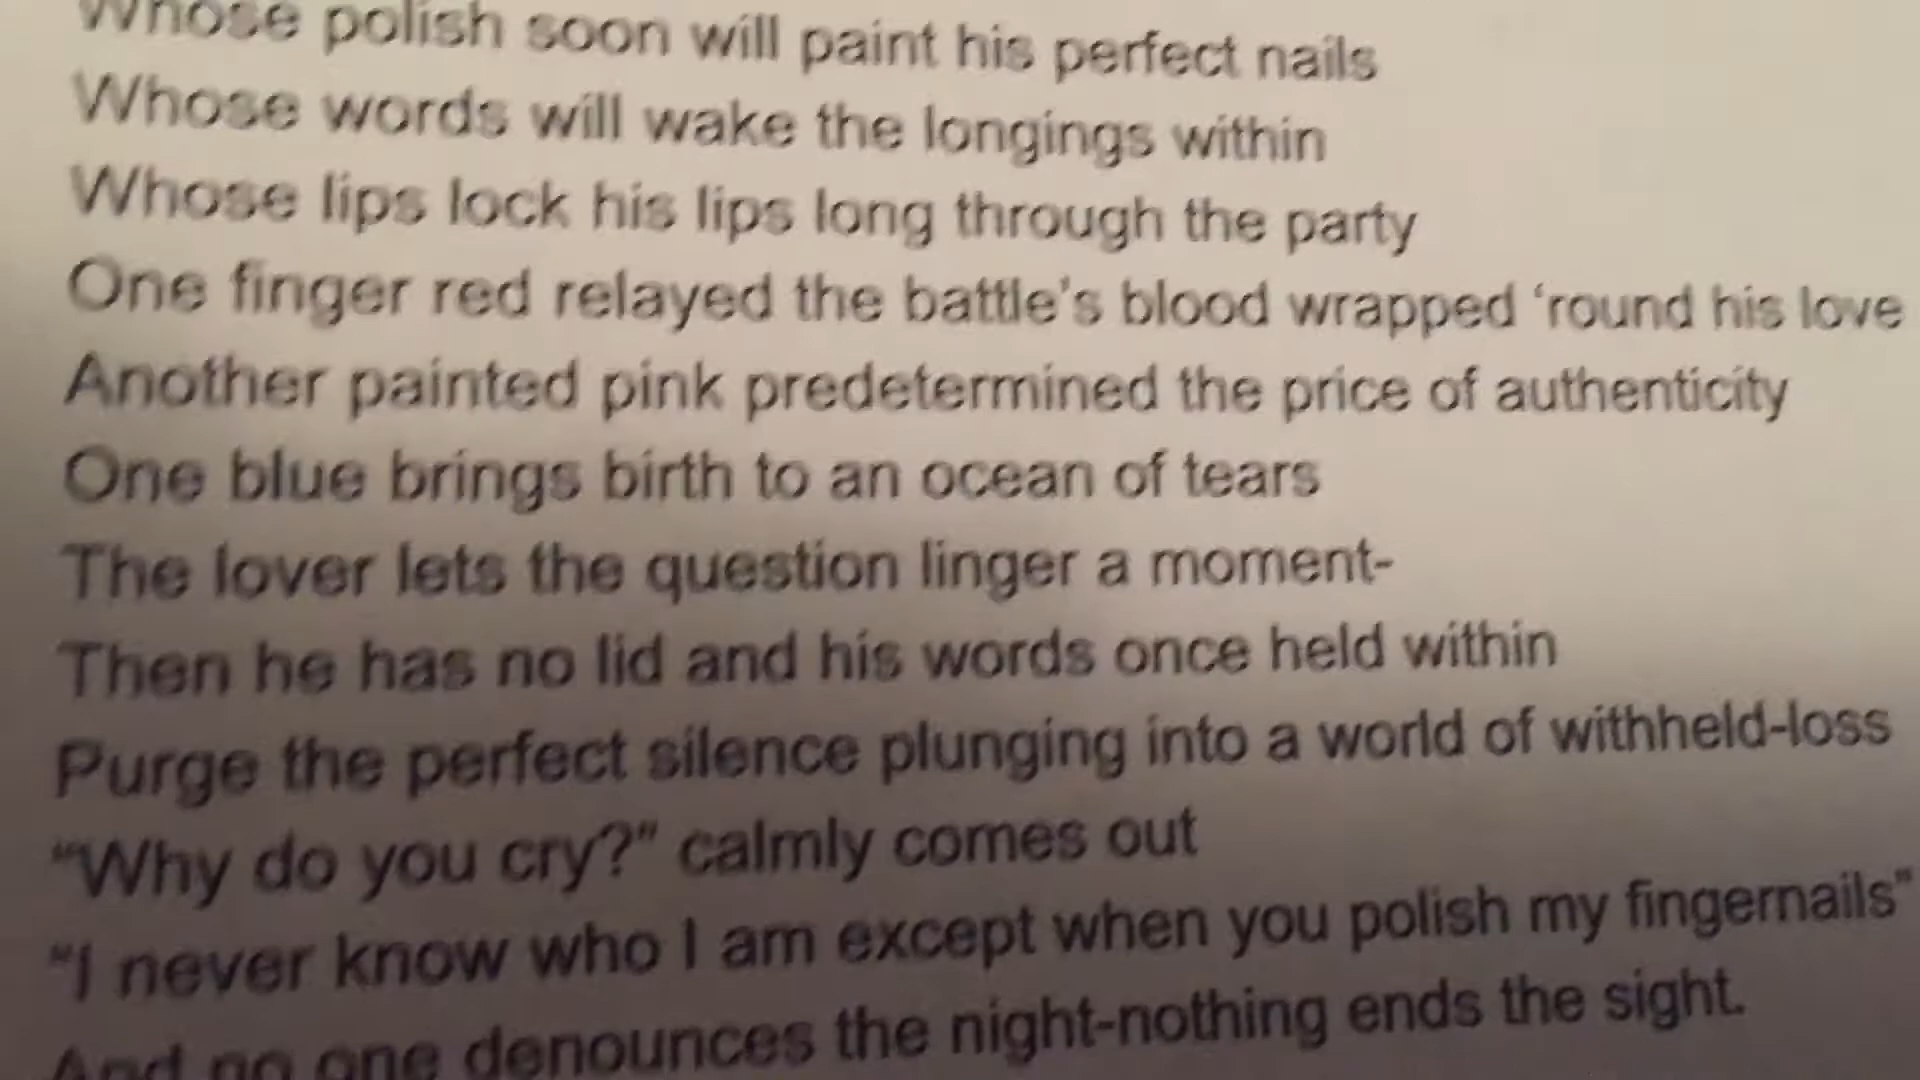 Whose polish soon will paint his perfect nails
Whose words will wake the longings within
Whose lips lock his lips long through the party
One finger red relayed the battle's blood wrapped ‘round his love
Another painted pink predetermined the price of authenticity
One blue brings birth to an ocean of tears
The lover lets the question linger a moment-
Then he has no lid and his words once held within
Purge the perfect silence plunging into a world of withheld-loss
“Why do you cry?” calmly comes out
“I never know who I am except when you polish my fingernails”
And no one denounces the night-nothing ends the sight.